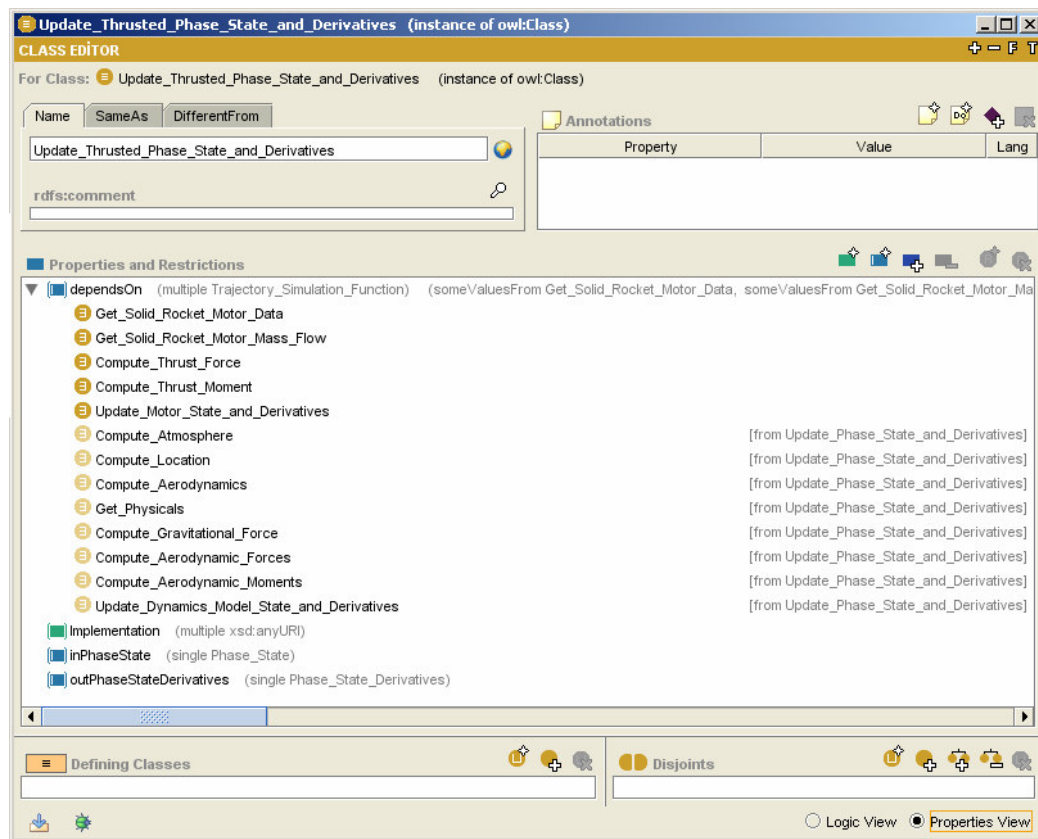 Update_Thrusted_Phase_State_and_Derivatives (instance of owl:Class)
CLASS EDİTOR
F T
For Class: Update_Thrusted_Phase_State_and_Derivatives (instance of owl:Class)
Name SameAs DifferentFrom
Annotations
Update_Thrusted_Phase_State_and_Derivatives
Property Value Lang
rdfs:comment
Properties and Restrictions
dependsOn (multiple Trajectory_Simulation_Function) (someValuesFrom Get_Solid_Rocket_Motor_Data, someValuesFrom Get_Solid_Rocket_Motor_Ma
Get_Solid_Rocket_Motor_Data
Get_Solid_Rocket_Motor_Mass_Flow
Compute_Thrust_Force
Compute_Thrust_Moment
Update_Motor_State_and_Derivatives
Compute_Atmosphere [from Update_Phase_State_and_Derivatives]
Compute_Location [from Update_Phase_State_and_Derivatives]
Compute_Aerodynamics [from Update_Phase_State_and_Derivatives]
Get_Physicals [from Update_Phase_State_and_Derivatives]
Compute_Gravitational_Force [from Update_Phase_State_and_Derivatives]
Compute_Aerodynamic_Forces [from Update_Phase_State_and_Derivatives]
Compute_Aerodynamic_Moments [from Update_Phase_State_and_Derivatives]
Update_Dynamics_Model_State_and_Derivatives [from Update_Phase_State_and_Derivatives]
Implementation (multiple xsd:anyURI)
inPhaseState (single Phase_State)
outPhaseStateDerivatives (single Phase_State_Derivatives)
Defining Classes
Disjoints
Logic View Properties View